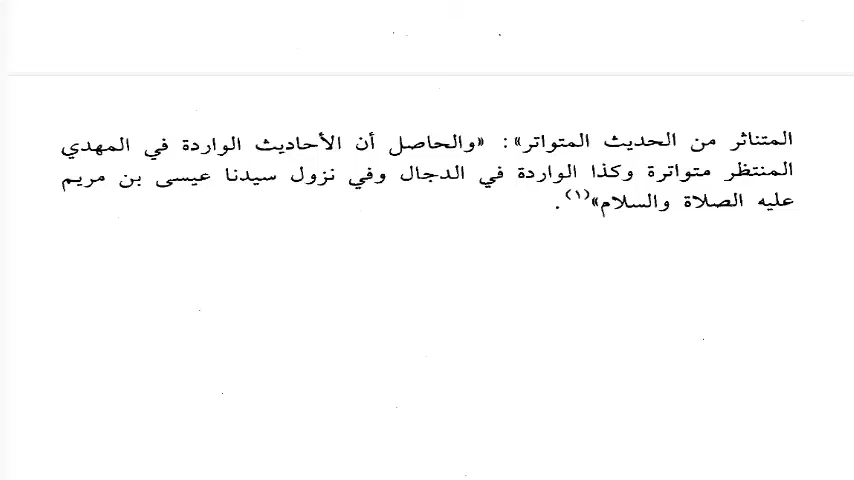 المتناثر من الحديث المتواتر»: «والحاصل أن الأحاديث الواردة في المهدي
المنتظر متواترة وكذا الواردة في الدجال وفي نزول سيدنا عيسى بن مريم
عليه الصلاة والسلام»(١).